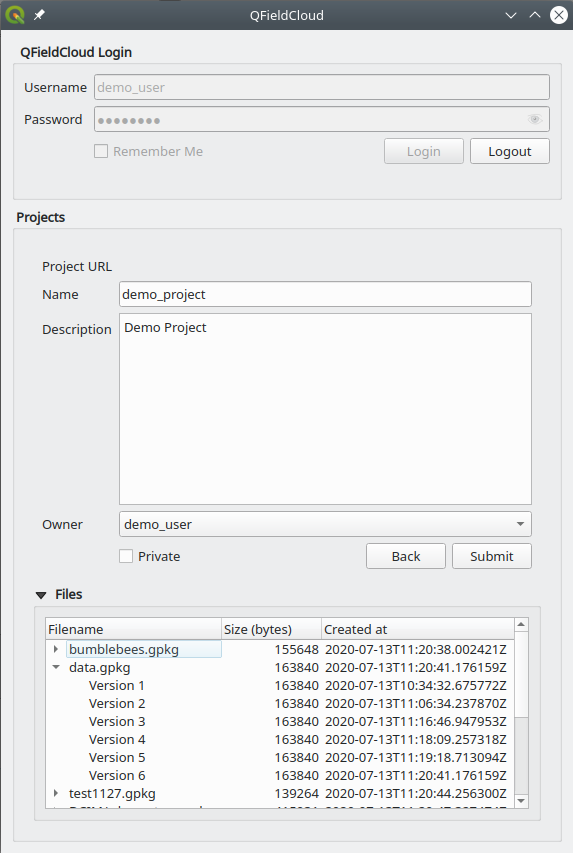 QFieldCloud
QFieldCloud Login
Username demo_user
Password ●●●●●●●●
Remember Me Login Logout
Projects
Project URL
Name demo_project
Description Demo Project
Owner demo_user
Private Back Submit
Files
Filename Size (bytes) Created at
bumblebees.gpkg 155648 2020-07-13T11:20:38.002421Z
data.gpkg 163840 2020-07-13T11:20:41.176159Z
Version 1 163840 2020-07-13T10:34:32.675772Z
Version 2 163840 2020-07-13T11:06:34.237870Z
Version 3 163840 2020-07-13T11:16:46.947953Z
Version 4 163840 2020-07-13T11:18:09.257318Z
Version 5 163840 2020-07-13T11:19:18.713094Z
Version 6 163840 2020-07-13T11:20:41.176159Z
test1127.gpkg 139264 2020-07-13T11:20:44.256300Z